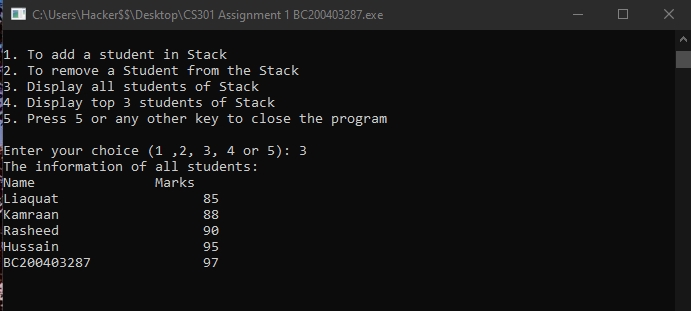 C:\Users\Hacker$$\Desktop\CS301 Assignment 1 BC200403287.exe
1. To add a student in Stack
2. To remove a Student from the Stack
3. Display all students of Stack
4. Display top 3 students of Stack
5. Press 5 or any other key to close the program
Enter your choice (1 ,2, 3, 4 or 5): 3
The information of all students:
Name Marks
Liaquat 85
Kamraan 88
Rasheed 90
Hussain 95
BC200403287 97